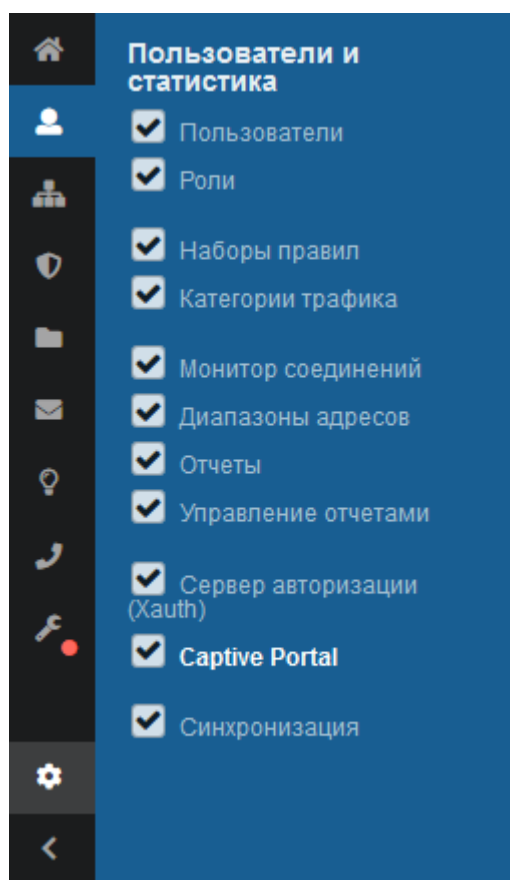 Пользователи и
статистика
Пользователи
Роли
Наборы правил
Категории трафика
Монитор соединений
Диапазоны адресов
Отчеты
Управление отчетами
Сервер авторизации
(Xauth)
Captive Portal
Синхронизация